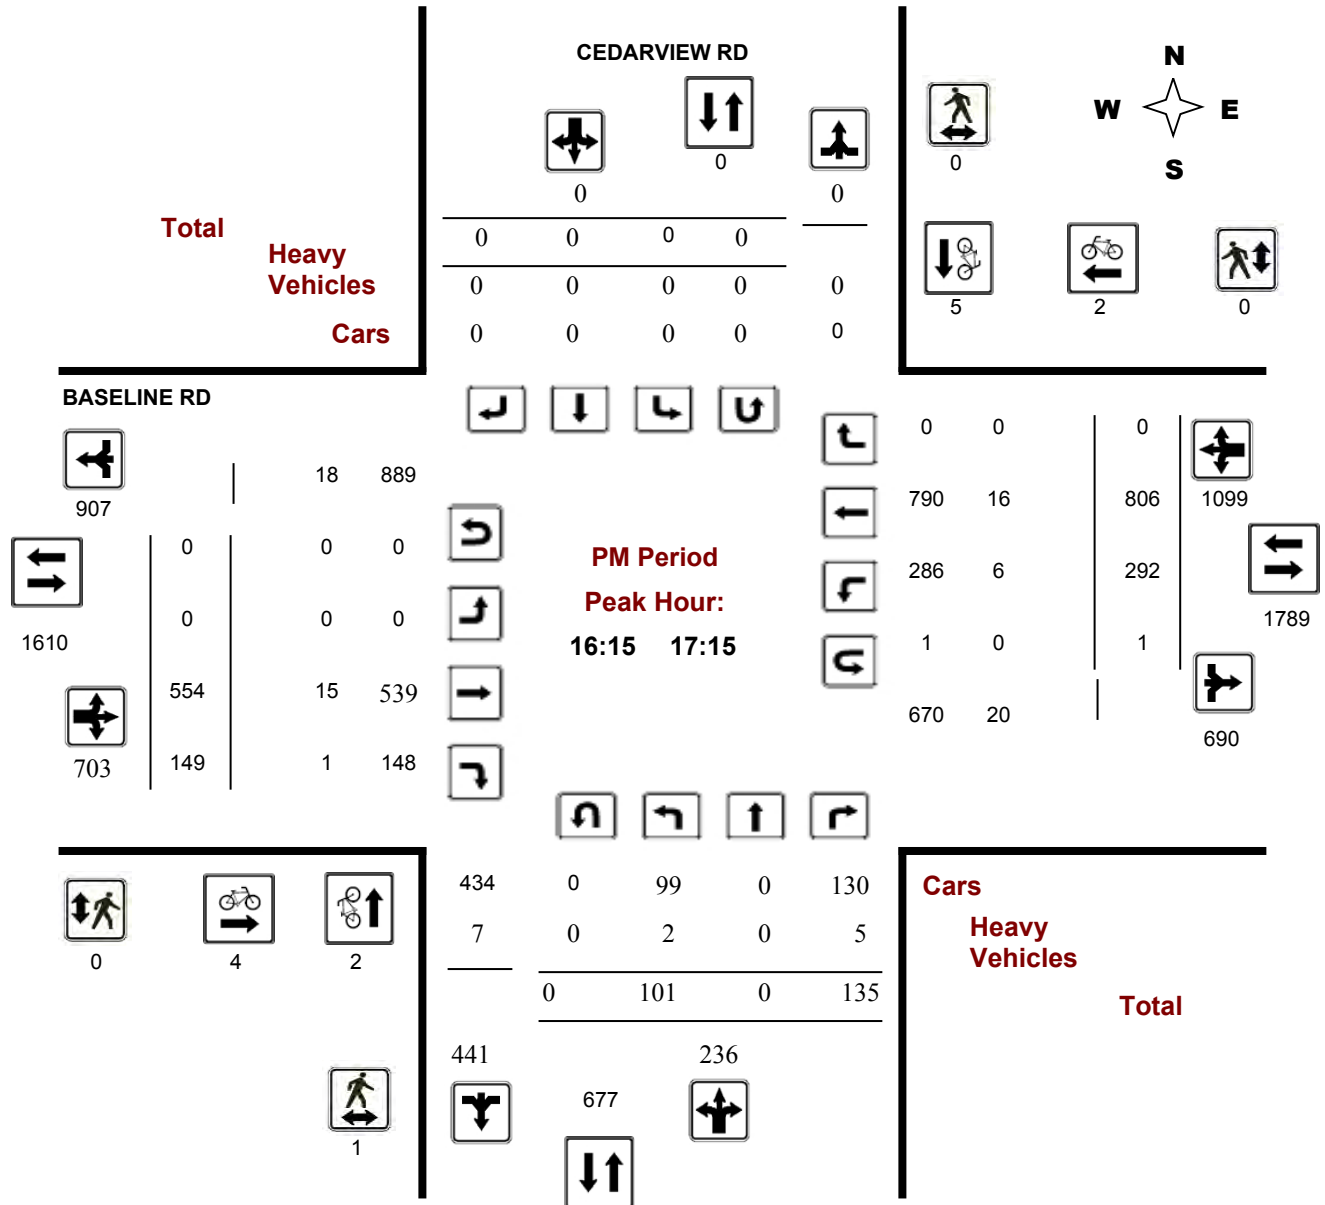 CEDARVIEW RD
N
W E
S
0
0
0 0
Total
0 0 0 0
Heavy
Vehicles
0 0 0 0 0
Cars
0 0 0 0 0
5 2 0
BASELINE RD
18 889
907
0 0 0
0 0 0
1610
554 15 539
703
149 1 148
PM Period
Peak Hour:
16:15 17:15
0 0 0
790 16 806 1099
286 6 292
1789
1 0 1
670 20
690
434 0 99 0 130
7 0 2 0 5
0 101 0 135
441 236
677
Cars
Heavy
Vehicles
Total
0 4 2
1